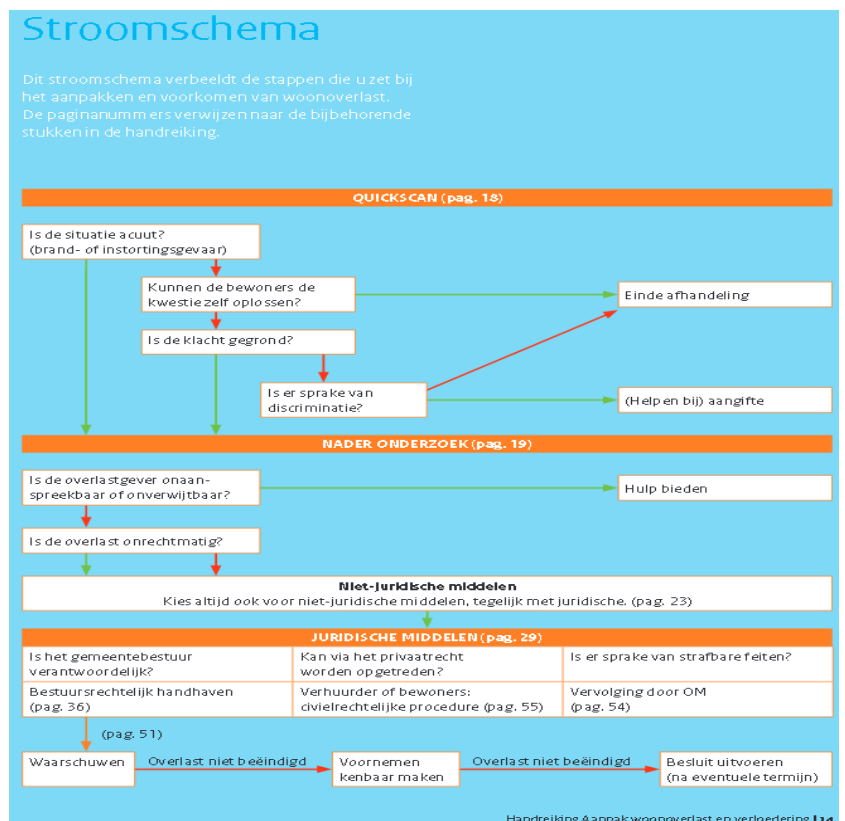 Stroomschema
Dit stroomschema verbeeldt de stappen die u zet bij
het aanpakken en voorkomen van woonoverlast.
De paginanummers verwijzen naar de bijbehorende
stukken in de handreiking.
QUICKSCAN (pag. 18)
Is de situatie acuut?
(brand- of instortingsgevaar)
Kunnen de bewoners de
kwestie zelf oplossen?
Einde afhandeling
Is de klacht gegrond?
Is er sprake van
discriminatie?
(Helpen bij) aangifte
NADER ONDERZOEK (pag. 19)
Is de overlastgever onaan-
spreekbaar of onverwijtbaar?
Hulp bieden
Is de overlast onrechtmatig?
Niet-juridische middelen
Kies altijd ook voor niet-juridische middelen, tegelijk met juridische. (pag. 23)
JURIDISCHE MIDDELEN (pag. 29)
Is het gemeentebestuur
verantwoordelijk?
Kan via het privaatrecht
worden opgetreden?
Is er sprake van strafbare feiten?
Bestuursrechtelijk handhaven
(pag. 36)
Verhuurder of bewoners:
civielrechtelijke procedure (pag. 55)
Vervolging door OM
(pag. 54)
(pag. 51)
Waarschuwen
Overlast niet beëindigd
Voornemen
kenbaar maken
Overlast niet beëindigd
Besluit uitvoeren
(na eventuele termijn)
Handreiking Aanpak woonoverlast en verloedering | 14